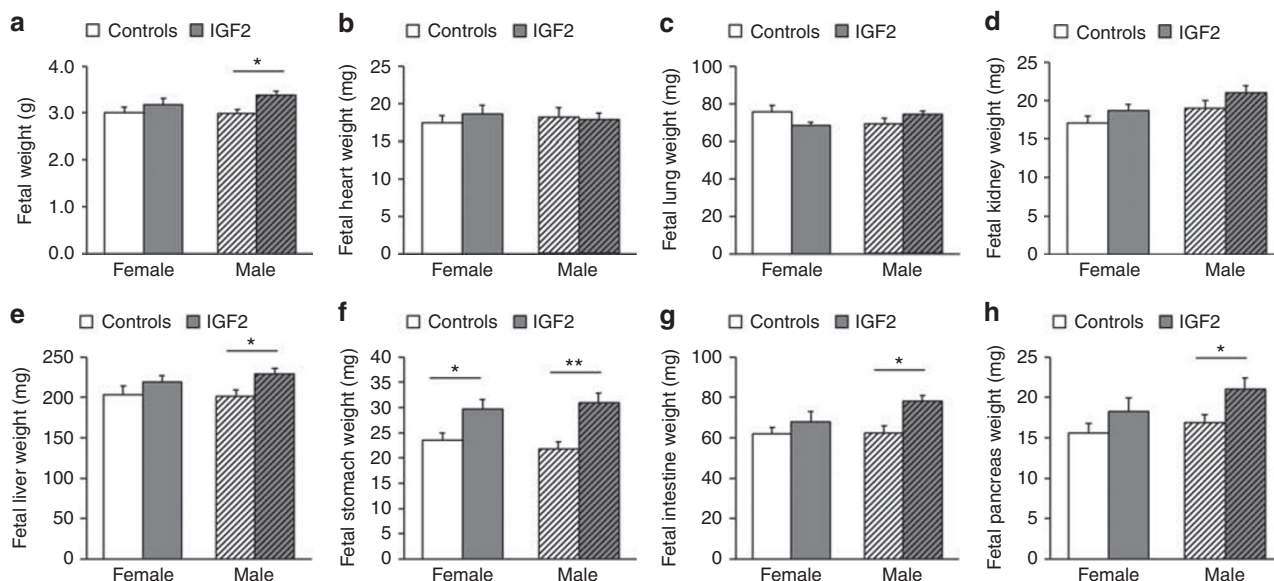 a
Controls IGF2
Fetal weight (g)
4.0
3.0
2.0
1.0
0.0
*
Female Male
b
Controls IGF2
Fetal heart weight (mg)
25
20
15
10
5
0
Female Male
c
Controls IGF2
Fetal lung weight (mg)
100
80
60
40
20
0
Female Male
d
Controls IGF2
Fetal kidney weight (mg)
25
20
15
10
5
0
Female Male
e
Controls IGF2
Fetal liver weight (mg)
250
200
150
100
50
0
*
Female Male
f
Controls IGF2
Fetal stomach weight (mg)
40
35
30
25
20
15
10
5
0
* **
Female Male
g
Controls IGF2
Fetal intestine weight (mg)
100
80
60
40
20
0
*
Female Male
h
Controls IGF2
Fetal pancreas weight (mg)
25
20
15
10
5
0
*
Female Male